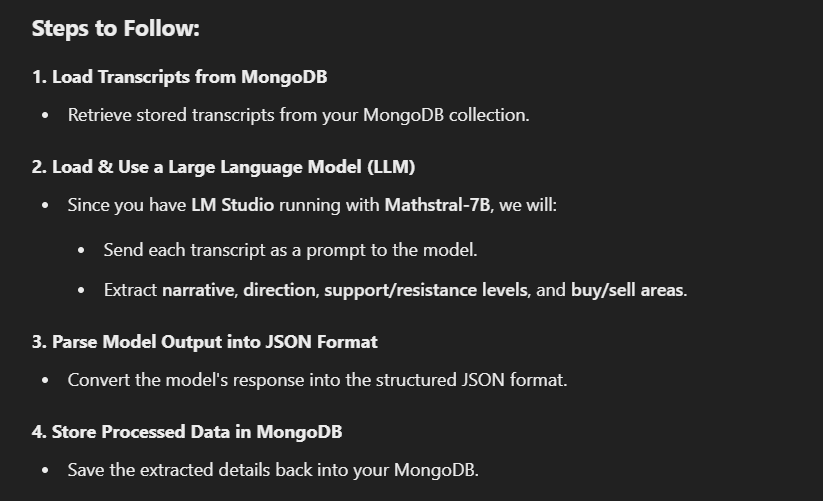 Steps to Follow:
1. Load Transcripts from MongoDB
• Retrieve stored transcripts from your MongoDB collection.
2. Load & Use a Large Language Model (LLM)
• Since you have LM Studio running with Mathstral-7B, we will:
• Send each transcript as a prompt to the model.
• Extract narrative, direction, support/resistance levels, and buy/sell areas.
3. Parse Model Output into JSON Format
• Convert the model's response into the structured JSON format.
4. Store Processed Data in MongoDB
• Save the extracted details back into your MongoDB.